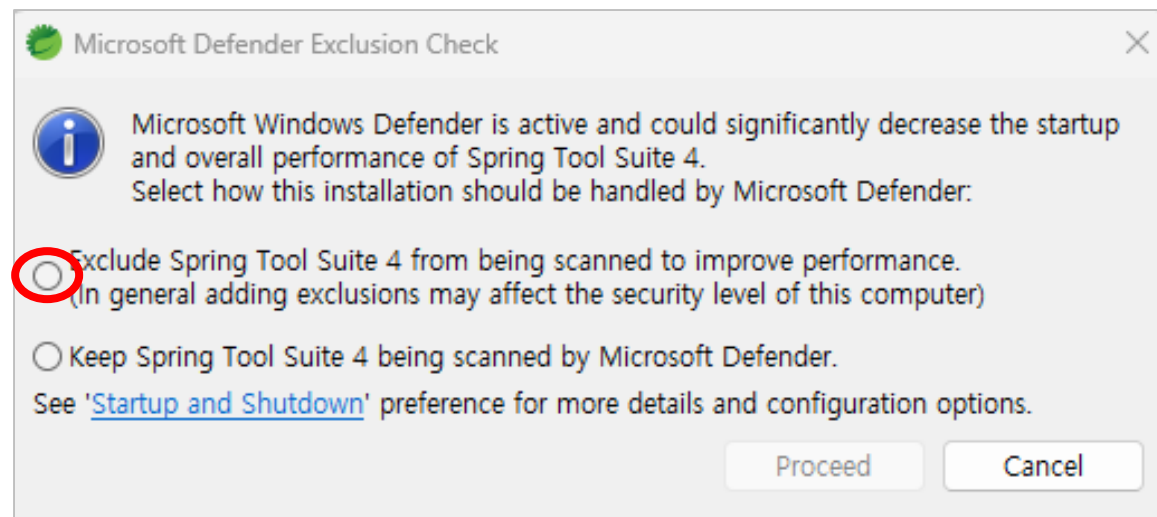 Microsoft Defender Exclusion Check
Microsoft Windows Defender is active and could significantly decrease the startup
and overall performance of Spring Tool Suite 4.
Select how this installation should be handled by Microsoft Defender:
Exclude Spring Tool Suite 4 from being scanned to improve performance.
(In general adding exclusions may affect the security level of this computer)
Keep Spring Tool Suite 4 being scanned by Microsoft Defender.
See 'Startup and Shutdown' preference for more details and configuration options.
Proceed Cancel